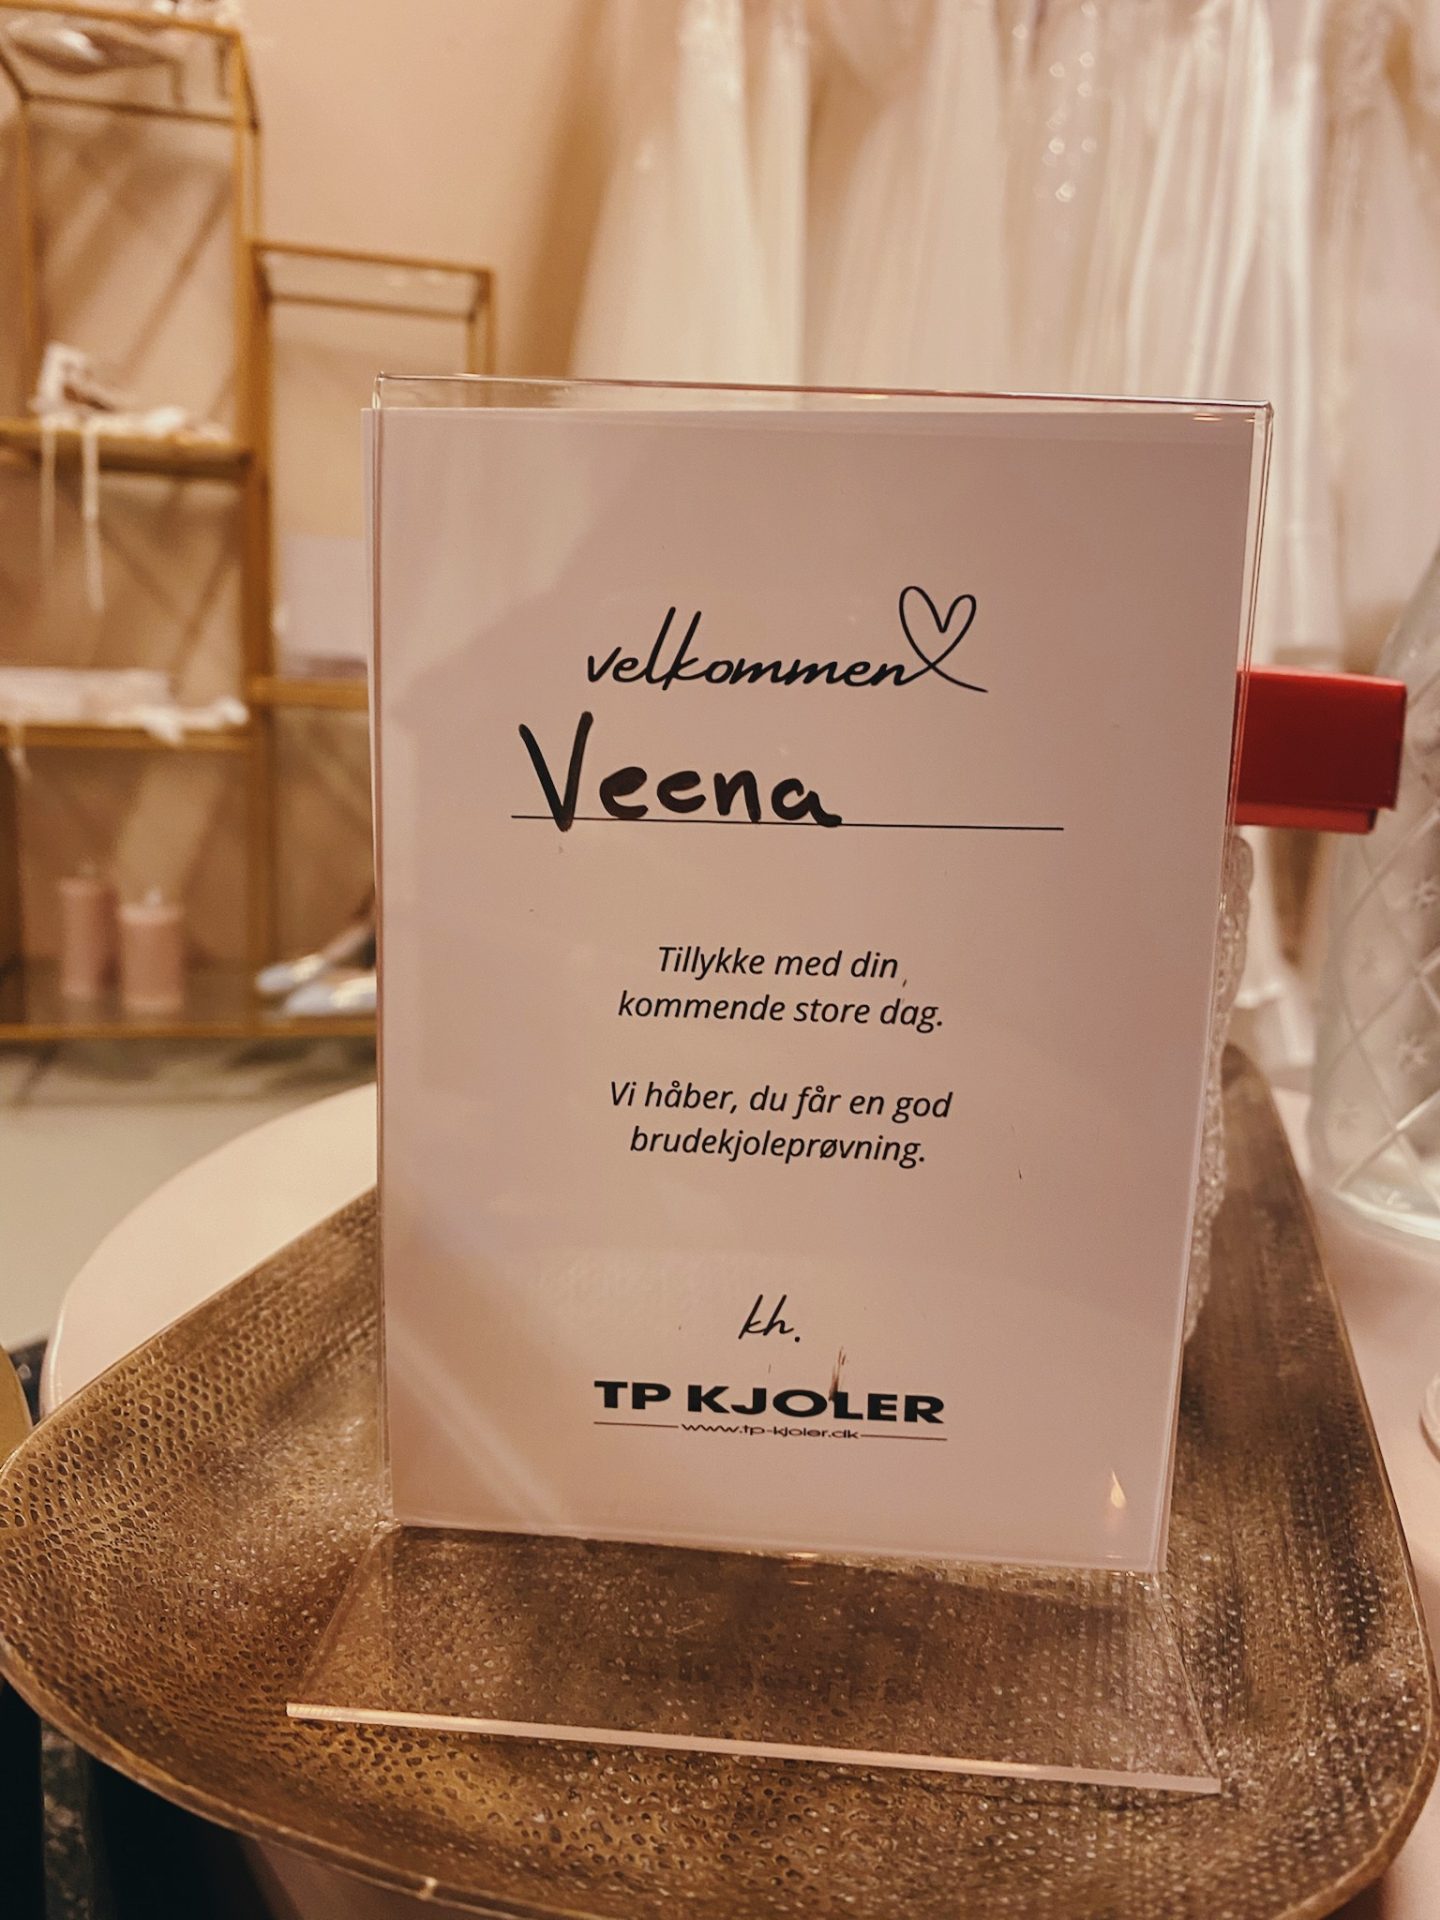 velkommen
Veena
Tillykke med din
kommende store dag.
Vi håber, du får en god
brudekjoleprøvning.
kh.
TP KJOLER
www.tp-kjoler.dk